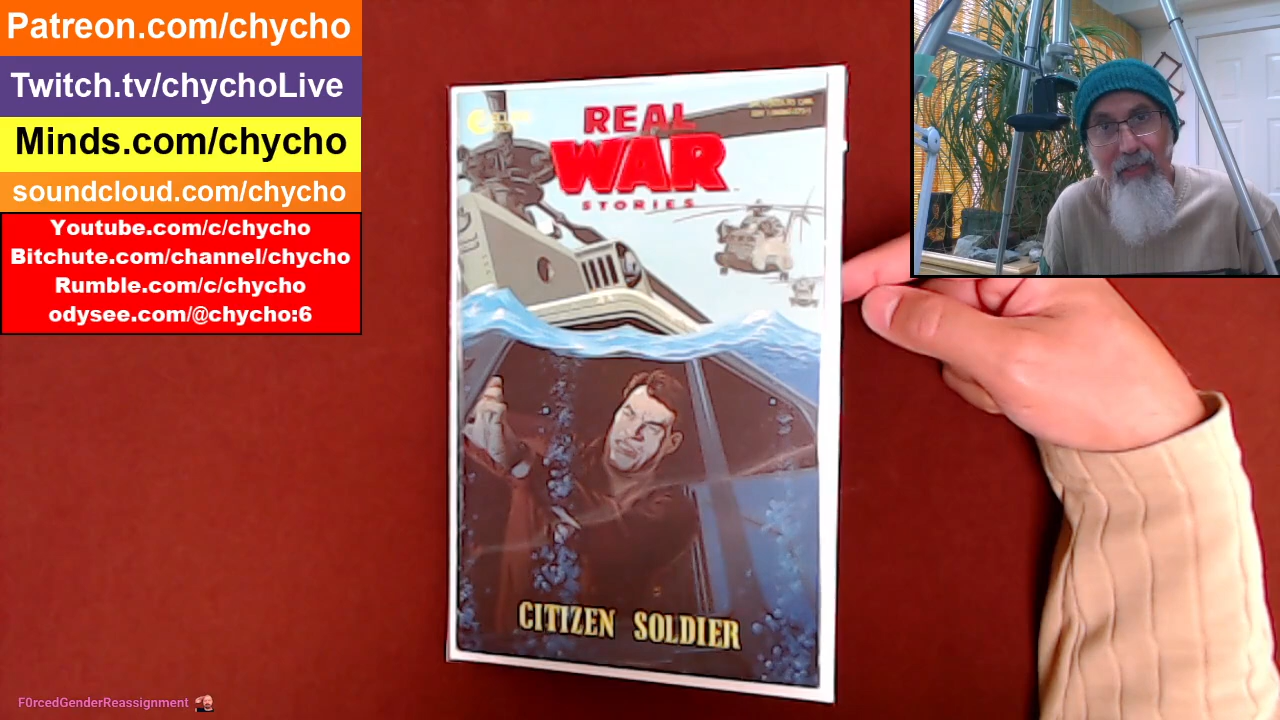 Patreon.com/chycho
Twitch.tv/chychoLive
Minds.com/chycho
soundcloud.com/chycho
Youtube.com/c/chycho
Bitchute.com/channel/chycho
Rumble.com/c/chycho
odysee.com/@chycho:6
REAL
WAR
STORIES
CITIZEN SOLDIER
F0rcedGenderReassignment